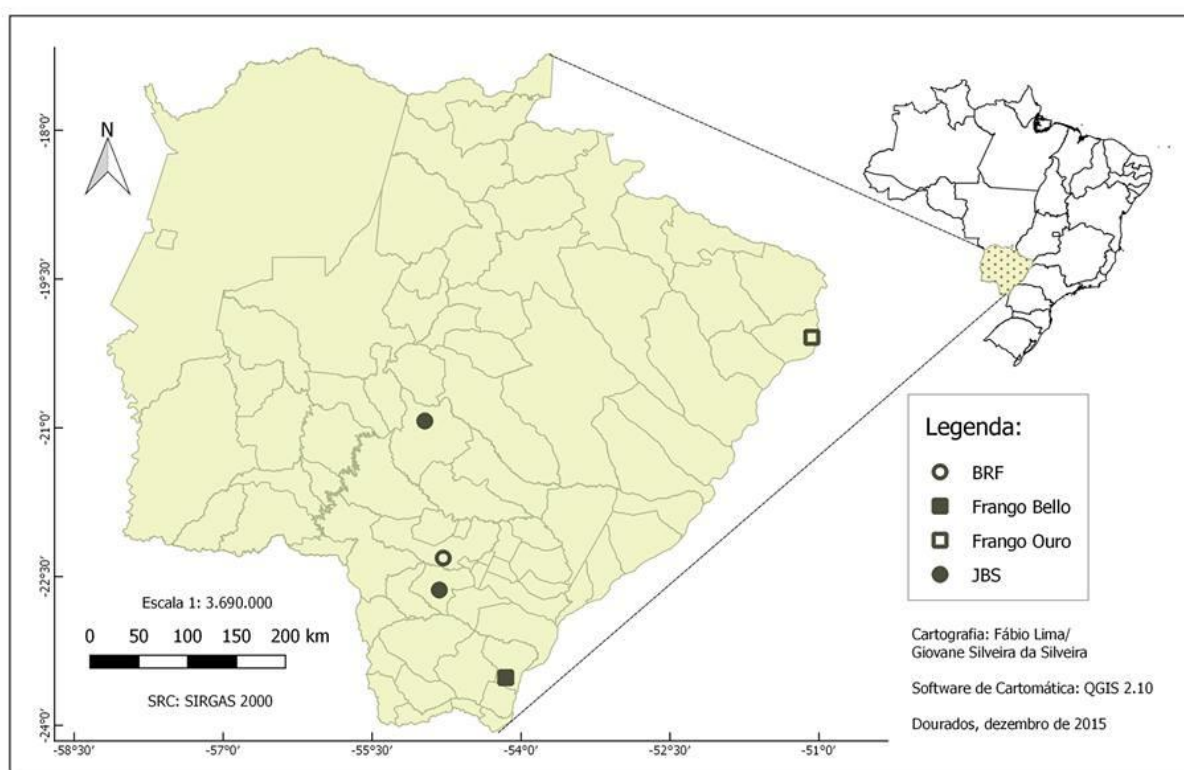 N
-18°0'
-19°30'
-21°0'
-22°30'
-24°0'
-58°30'
-57°0'
-55°30'
-54°0'
-52°30'
-51°0'
Escala 1: 3.690.000
0 50 100 150 200 km
SRC: SIRGAS 2000
Legenda:
BRF
Frango Bello
Frango Ouro
JBS
Cartografia: Fábio Lima/
Giovane Silveira da Silveira
Software de Cartomática: QGIS 2.10
Dourados, dezembro de 2015